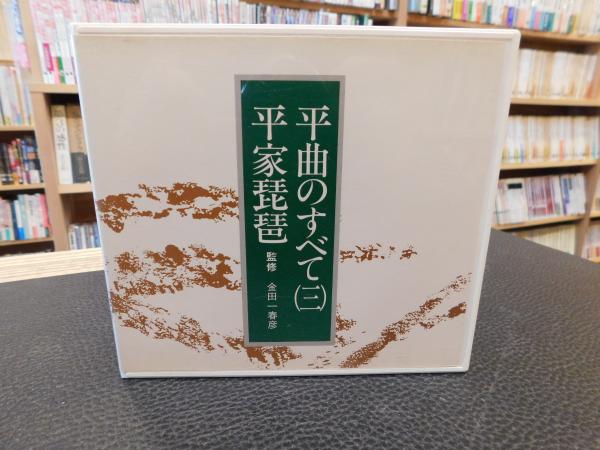 平曲のすべて(三)
平家琵琶
監修 金田一春彦